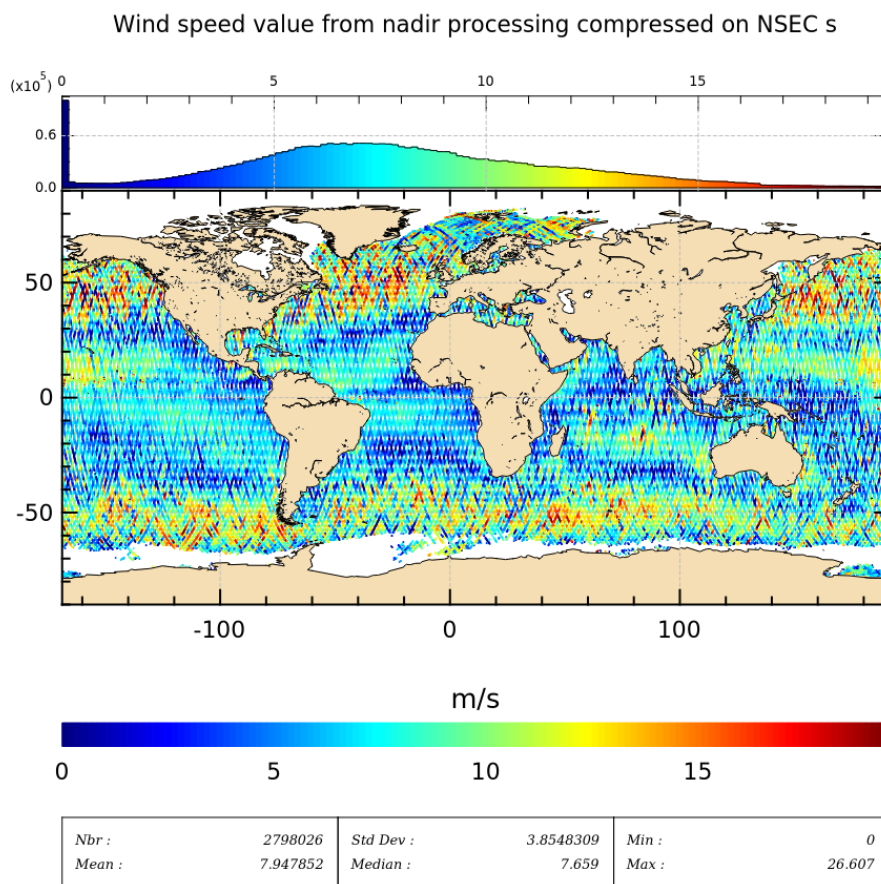 Wind speed value from nadir processing compressed on NSEC s
(x10^5) 0 5 10 15
0.6
0.0
50
0
-50
-100 0 100
m/s
0 5 10 15
Nbr : 2798026 Std Dev : 3.8548309 Min : 0
Mean : 7.947852 Median : 7.659 Max : 26.607